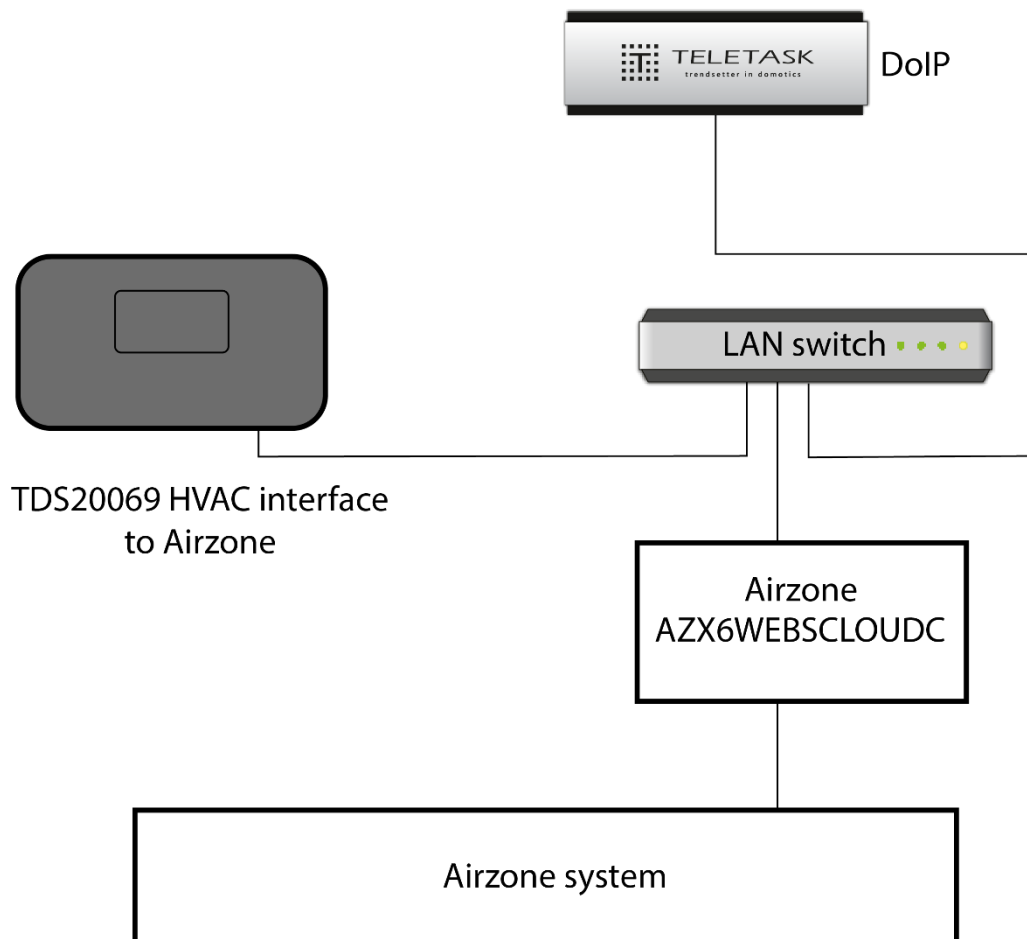 TELETASK
trendsetter in domotics
DoIP
LAN switch
TDS20069 HVAC interface
to Airzone
Airzone
AZX6WEBSCLOUDC
Airzone system